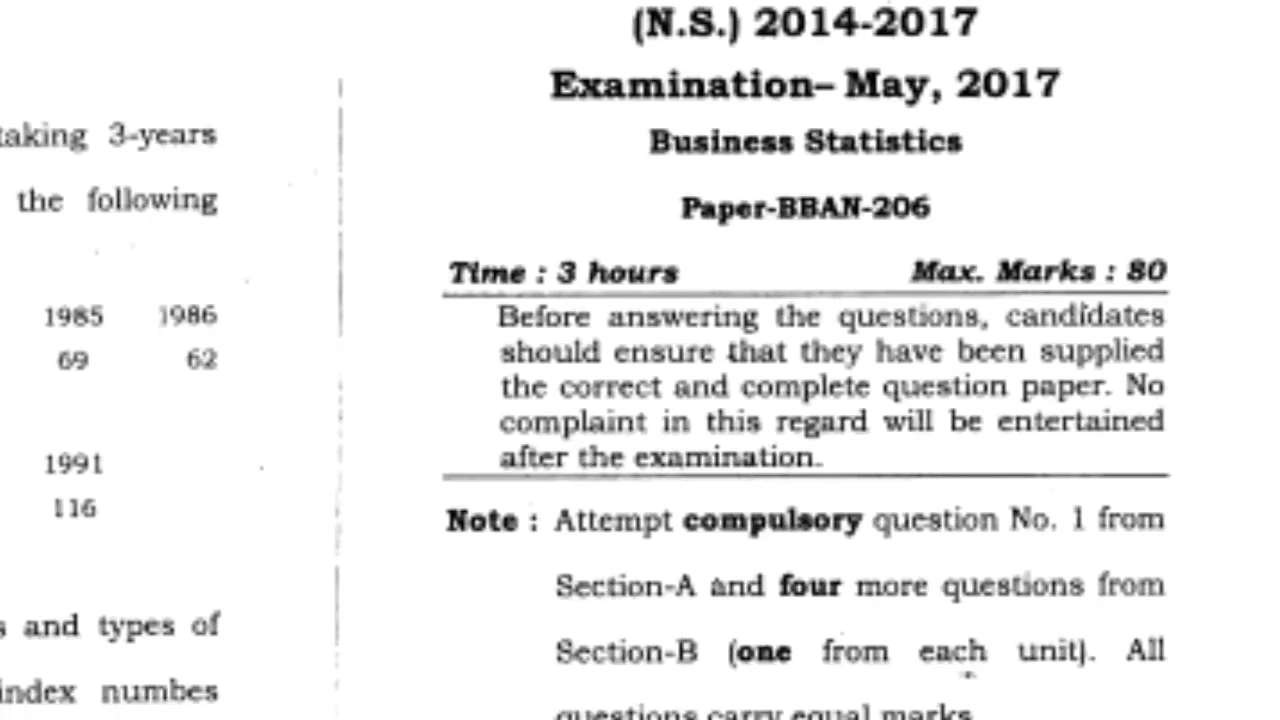 taking 3-years
the following
1985 1986
69 62
1991
116
and types of
index numbes
(N.S.) 2014-2017
Examination– May, 2017
Business Statistics
Paper-BBAN-206
Time : 3 hours Max. Marks : 80
Before answering the questions, candidates
should ensure that they have been supplied
the correct and complete question paper. No
complaint in this regard will be entertained
after the examination.
Note : Attempt compulsory question No. 1 from
Section-A and four more questions from
Section-B (one from each unit). All
questions carry equal marks.